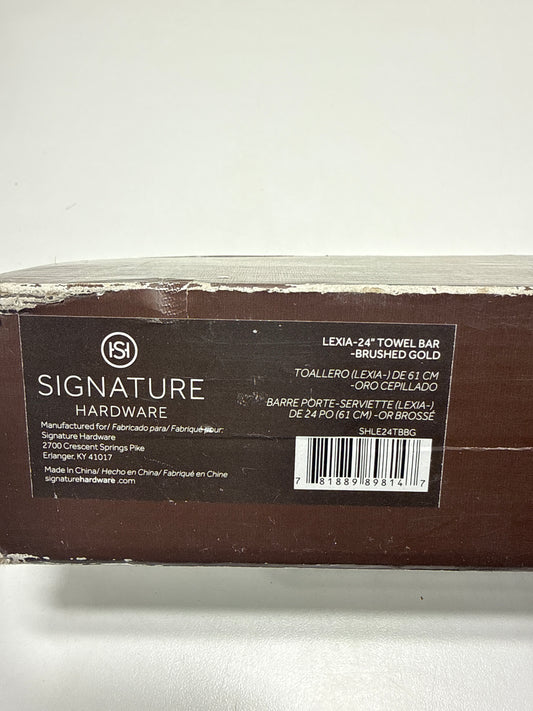 SIGNATURE
HARDWARE
Manufactured for/ Fabricado para/ Fabriqué pour:
Signature Hardware
2700 Crescent Springs Pike
Erlanger, KY 41017
Made in China/ Hecho en China/ Fabriqué en Chine
signaturehardware .com
LEXIA-24" TOWEL BAR
-BRUSHED GOLD
TOALLERO (LEXIA-) DE 61 CM
-ORO CEPILLADO
BARRE PORTE-SERVIETTE (LEXIA-)
DE 24 PO (61 CM) -OR BROSSÉ
SHLE24TBBG
7 81889 89814 7